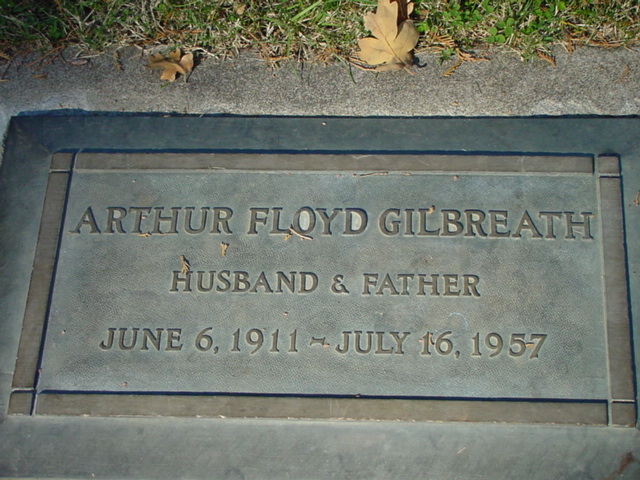 ARTHUR FLOYD GILBREATH
HUSBAND & FATHER
JUNE 6, 1911 ~ JULY 16, 1957